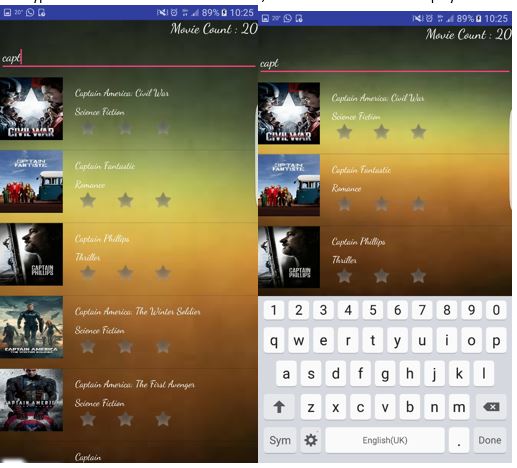 20° 89% 10:25
Movie Count : 20
capt
Captain America: Civil War
Science Fiction
CIVIL WAR
Captain Fantastic
Romance
CAPTAIN FANTASTIC
Captain Phillips
Thriller
CAPTAIN PHILLIPS
Captain America: The Winter Soldier
Science Fiction
CAPTAIN AMERICA
Captain America: The First Avenger
Science Fiction
CAPTAIN AMERICA
Captain
20° 89% 10:25
Movie Count : 20
capt
Captain America: Civil War
Science Fiction
CIVIL WAR
Captain Fantastic
Romance
CAPTAIN FANTASTIC
Captain Phillips
Thriller
CAPTAIN PHILLIPS
1 2 3 4 5 6 7 8 9 0
q w e r t y u i o p
a s d f g h j k l
z x c v b n m
Sym English(UK) . Done